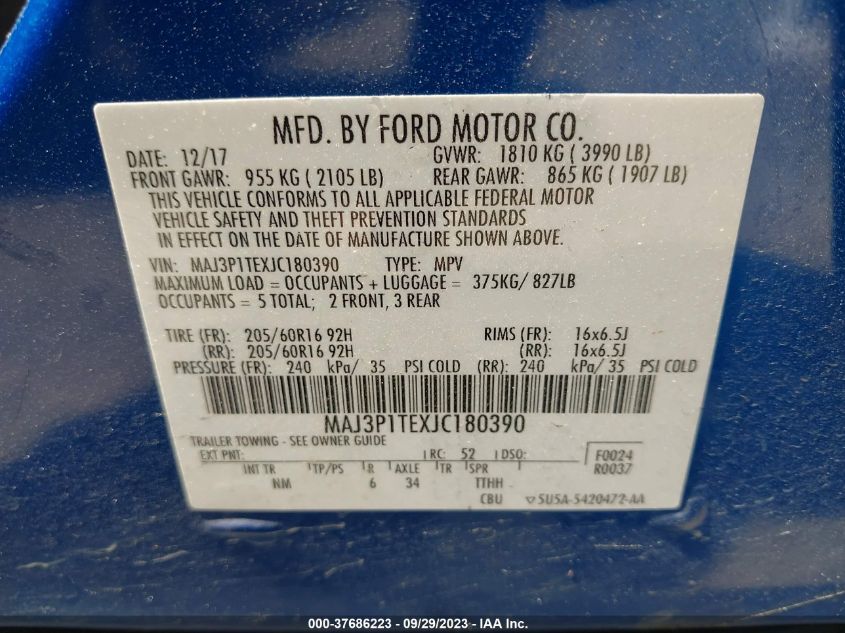 MFD. BY FORD MOTOR CO.
DATE: 12/17 GVWR: 1810 KG ( 3990 LB)
FRONT GAWR: 955 KG ( 2105 LB) REAR GAWR: 865 KG ( 1907 LB)
THIS VEHICLE CONFORMS TO ALL APPLICABLE FEDERAL MOTOR
VEHICLE SAFETY AND THEFT PREVENTION STANDARDS
IN EFFECT ON THE DATE OF MANUFACTURE SHOWN ABOVE.
VIN: MAJ3P1TEXJC180390 TYPE: MPV
MAXIMUM LOAD = OCCUPANTS + LUGGAGE = 375KG/ 827LB
OCCUPANTS = 5 TOTAL; 2 FRONT, 3 REAR
TIRE (FR): 205/60R16 92H RIMS (FR): 16x6.5J
(RR): 205/60R16 92H (RR): 16x6.5J
PRESSURE (FR): 240 kPa/ 35 PSI COLD (RR): 240 kPa/ 35 PSI COLD
MAJ3P1TEXJC180390
TRAILER TOWING - SEE OWNER GUIDE
EXT PNT: RC: 52 DSO: F0024
INT TR TP/PS R AXLE TR SPR R0037
NM 6 34 TTHH
CBU 5U5A-5420472-AA
000-37686223 - 09/29/2023 - IAA Inc.